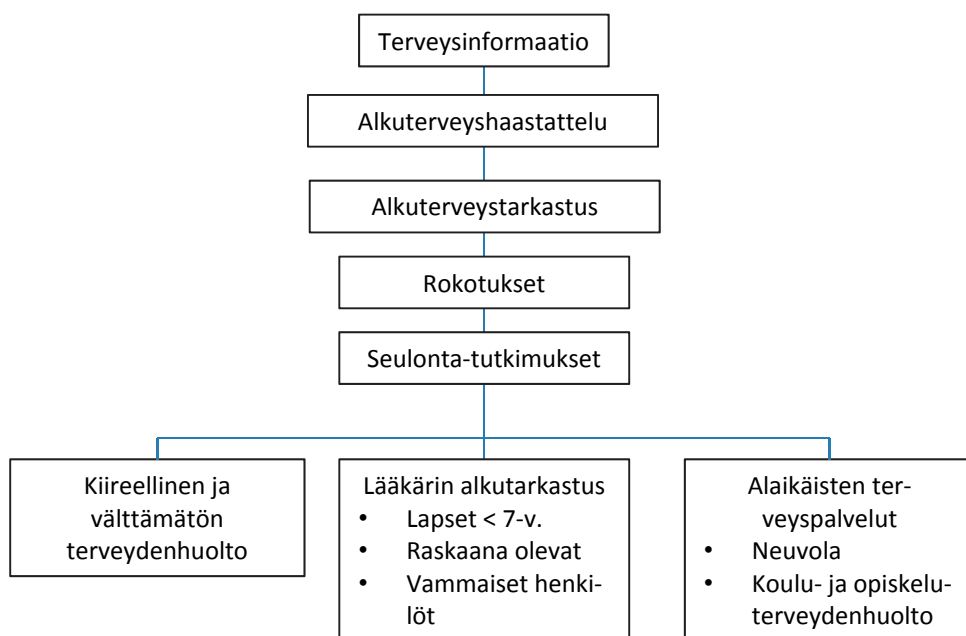 Terveysinformaatio
Alkuterveyshaastattelu
Alkuterveystarkastus
Rokotukset
Seulonta-tutkimukset
Kiireellinen ja
välttämätön
terveydenhuolto
Lääkärin alkutarkastus
• Lapset < 7-v.
• Raskaana olevat
• Vammaiset henki-
löt
Alaikäisten ter-
veyspalvelut
• Neuvola
• Koulu- ja opiskelu-
terveydenhuolto